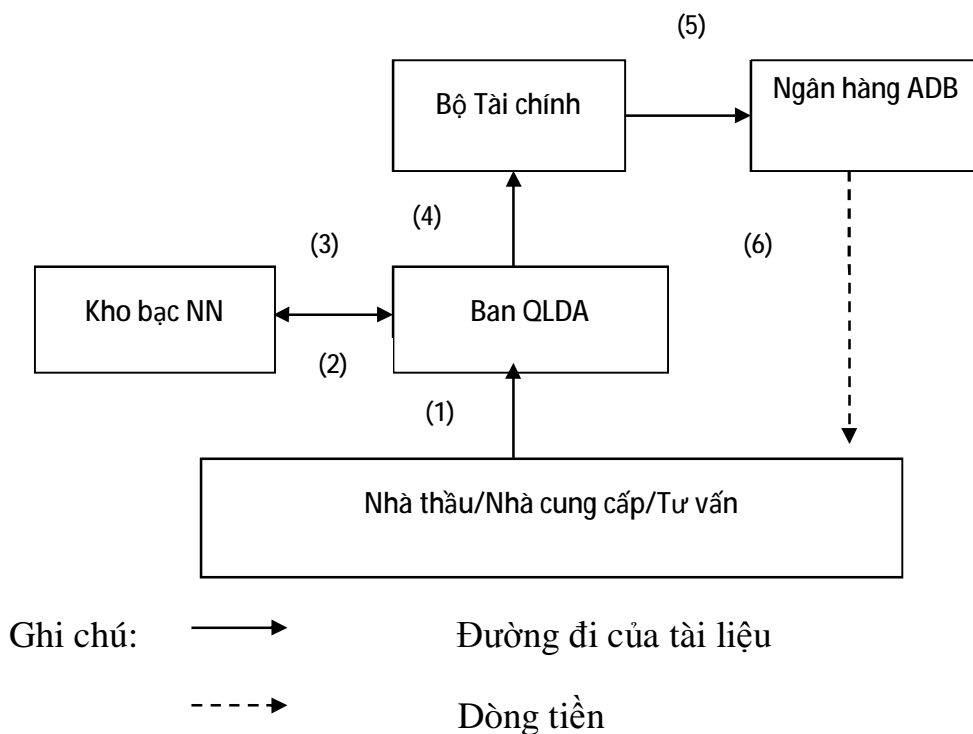 (5)
Bộ Tài chính
Ngân hàng ADB
(4)
(6)
(3)
Kho bạc NN
Ban QLDA
(2)
(1)
Nhà thầu/Nhà cung cấp/Tư vấn
Ghi chú:
Đường đi của tài liệu
Dòng tiền